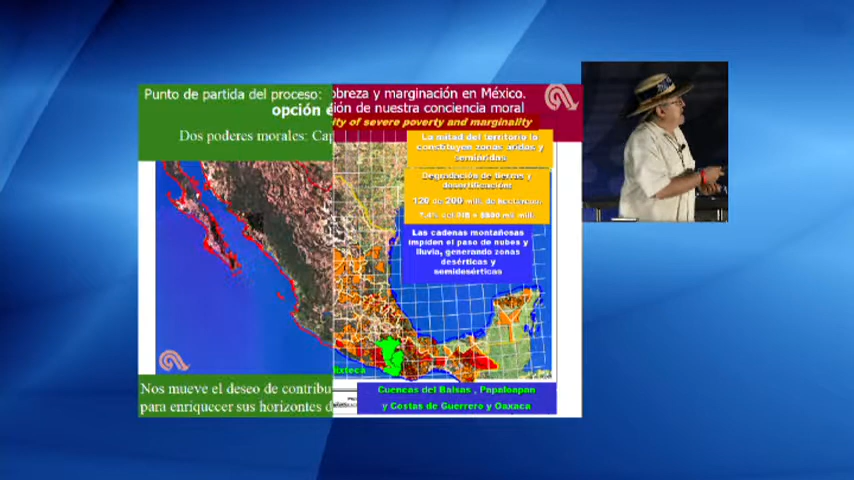 Punto de partida del proceso:
opción é
Dos poderes morales: Cap
obreza y marginación en México.
ión de nuestra conciencia moral
ity of severe poverty and marginality
La mitad del territorio lo
constituyen zonas áridas y
semiáridas
Degradación de tierras y
desertificación:
120 de 200 mill. de hectáreas.
Las cadenas montañosas
impiden el paso de nubes y
lluvia, generando zonas
desérticas y
semidesérticas
ixteca
Nos mueve el deseo de contribu
para enriquecer sus horizontes d
Cuencas del Balsas , Papaloapan
y Costas de Guerrero y Oaxaca